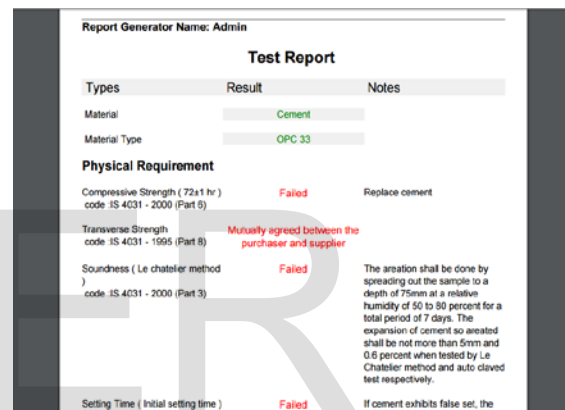 Report Generator Name: Admin
Test Report
Types Result Notes
Material Cement
Material Type OPC 33
Physical Requirement
Compressive Strength ( 72±1 hr ) Failed Replace cement
code :IS 4031 - 2000 (Part 6)
Transverse Strength Mutually agreed between the
code :IS 4031 - 1995 (Part 8) purchaser and supplier
Soundness ( Le chatelier method Failed The areation shall be done by
) spreading out the sample to a
code :IS 4031 - 2000 (Part 3) depth of 75mm at a relative
humidity of 50 to 80 percent for a
total period of 7 days. The
expansion of cement so areated
shall be not more than 5mm and
0.6 percent when tested by Le
Chatelier method and auto claved
test respectively.
Setting Time ( Initial setting time ) Failed If cement exhibits false set, the
ER